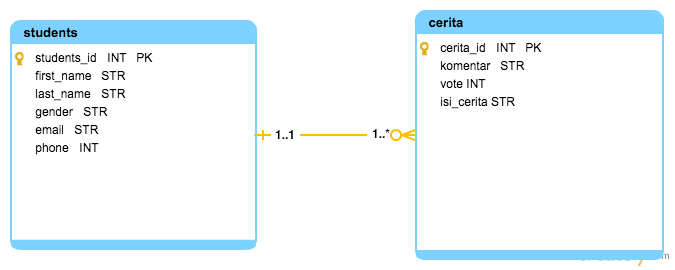 students
students_id INT PK
first_name STR
last_name STR
gender STR
email STR
phone INT
1..1
1..*
cerita
cerita_id INT PK
komentar STR
vote INT
isi_cerita STR